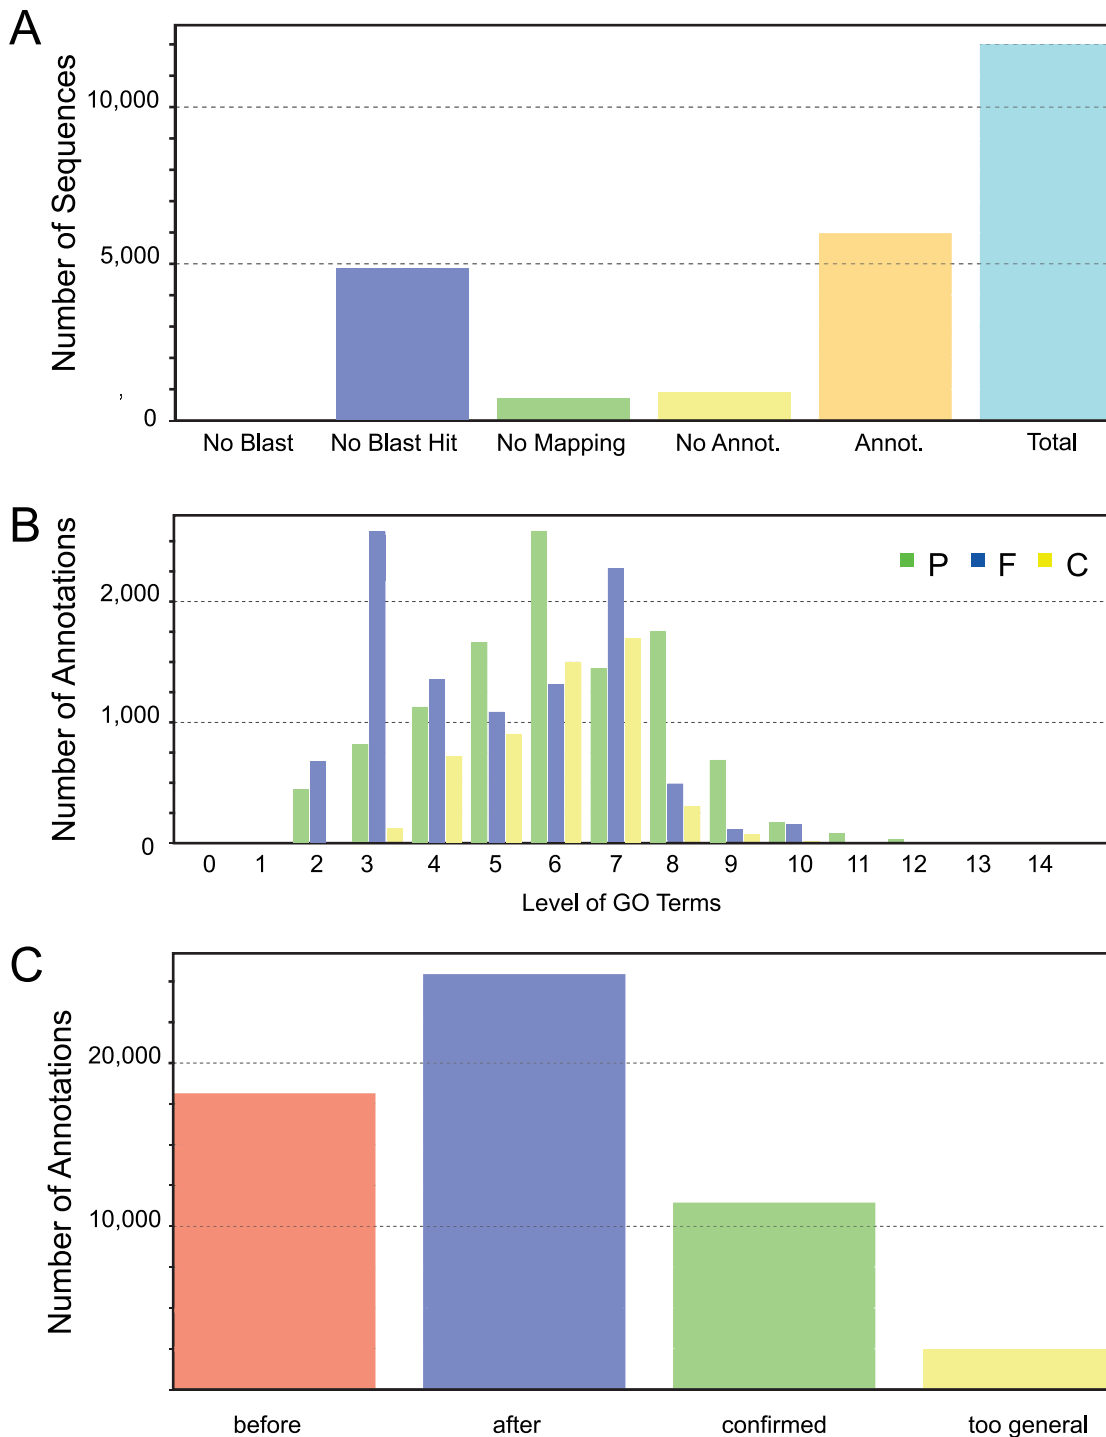 A
Number of Sequences
10,000
5,000
,
0
No Blast No Blast Hit No Mapping No Annot. Annot. Total
B
Number of Annotations
P F C
2,000
1,000
0
0 1 2 3 4 5 6 7 8 9 10 11 12 13 14
Level of GO Terms
C
Number of Annotations
20,000
10,000
before after confirmed too general